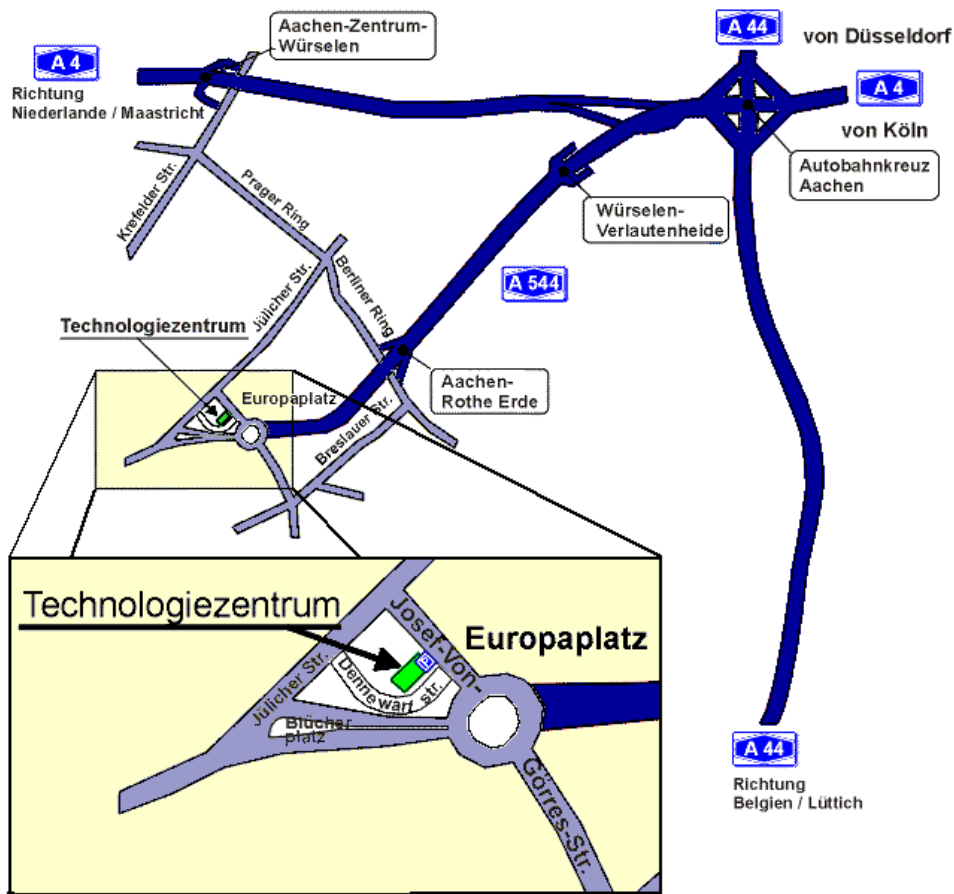 Aachen-Zentrum-
Würselen
A 44
von Düsseldorf
A 4
Richtung
Niederlande / Maastricht
A 4
von Köln
Autobahnkreuz
Aachen
Krefelder Str.
Prager Ring
Würselen-
Verlautenheide
Jülicher Str.
Berliner Ring
A 544
Technologiezentrum
Aachen-
Rothe Erde
Europaplatz
Breslauer Str.
Technologiezentrum
Josef-Von-
Europaplatz
Jülicher Str.
P
Dennewart str.
Blücher
platz
Görres-Str.
A 44
Richtung
Belgien / Lüttich